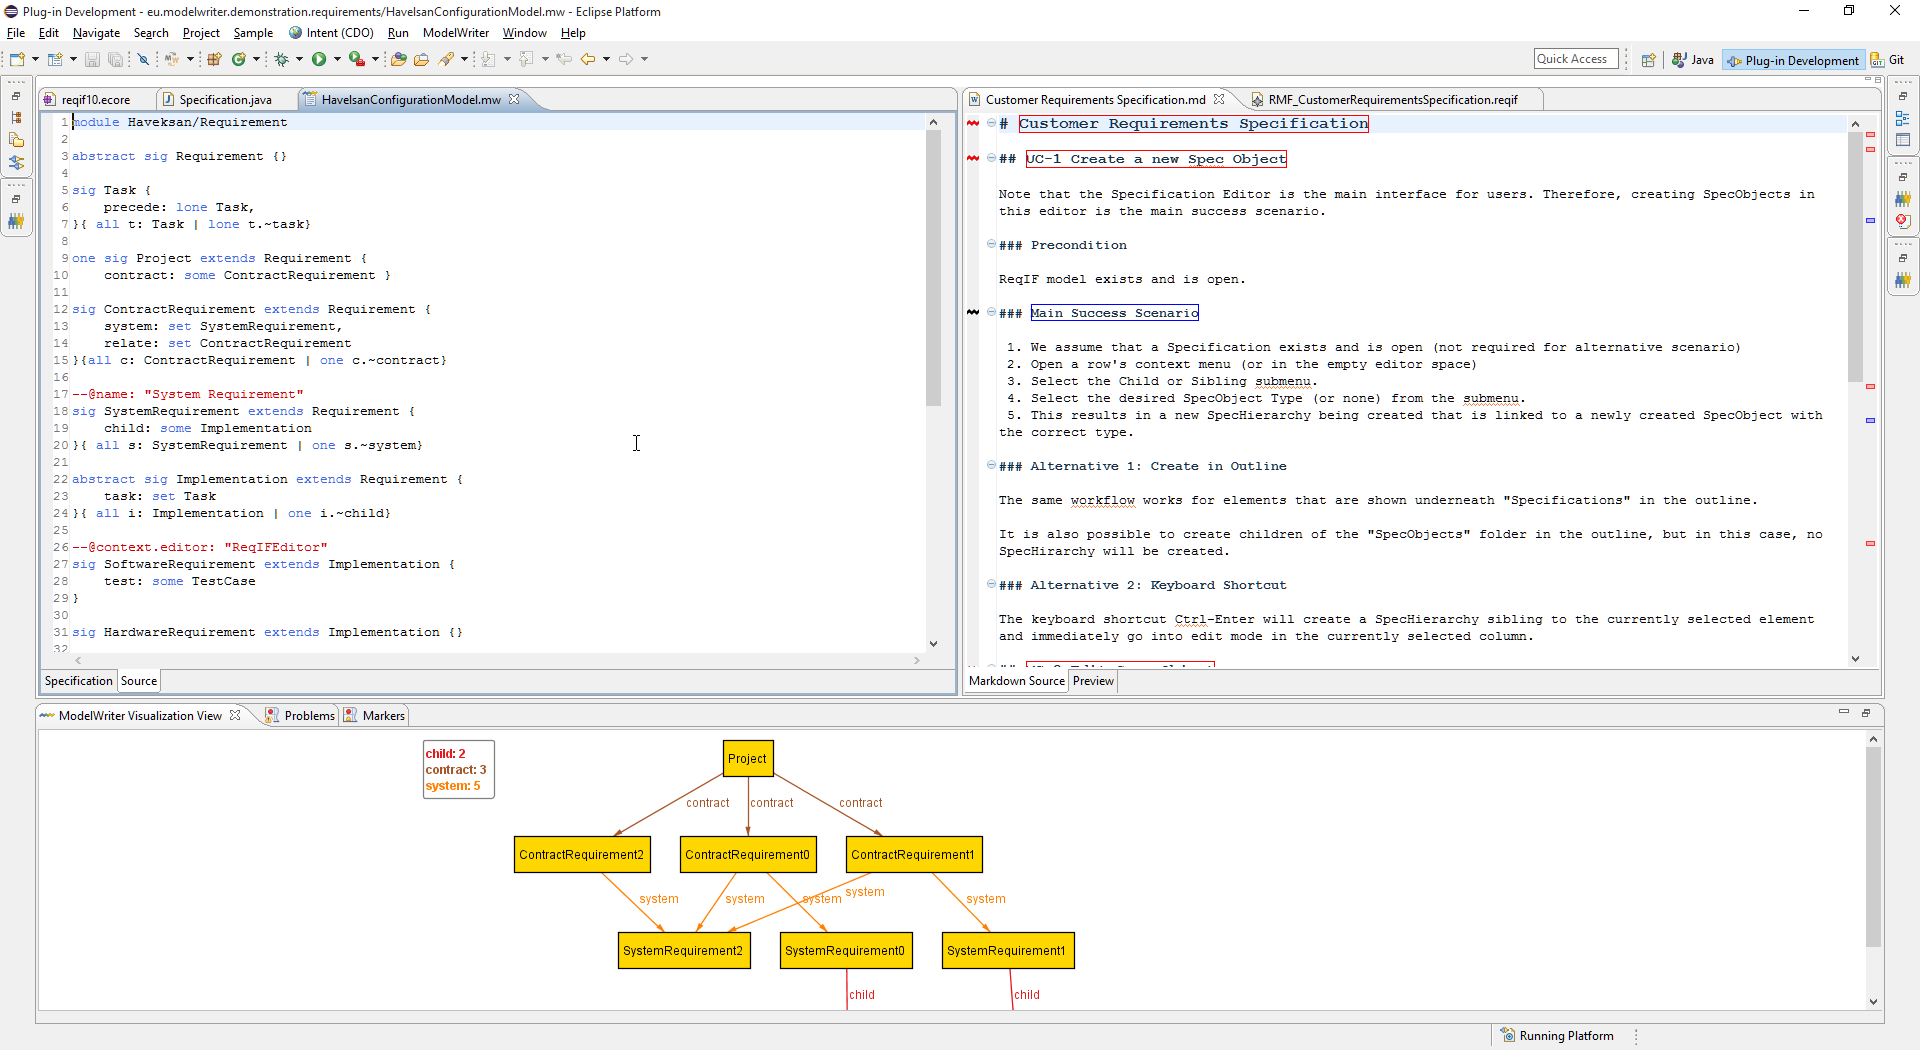 Plug-in Development - eu.modelwriter.demonstration.requirements/HavelsanConfigurationModel.mw - Eclipse Platform
File Edit Navigate Search Project Sample Intent (CDO) Run ModelWriter Window Help
Quick Access Java Plug-in Development Git
reqif10.ecore Specification.java HavelsanConfigurationModel.mw
1 module Haveksan/Requirement
2
3 abstract sig Requirement {}
4
5 sig Task {
6 precede: lone Task,
7 }{ all t: Task | lone t.~task}
8
9 one sig Project extends Requirement {
10 contract: some ContractRequirement }
11
12 sig ContractRequirement extends Requirement {
13 system: set SystemRequirement,
14 relate: set ContractRequirement
15 }{all c: ContractRequirement | one c.~contract}
16
17 --@name: "System Requirement"
18 sig SystemRequirement extends Requirement {
19 child: some Implementation
20 }{ all s: SystemRequirement | one s.~system}
21
22 abstract sig Implementation extends Requirement {
23 task: set Task
24 }{ all i: Implementation | one i.~child}
25
26 --@context.editor: "ReqIFEditor"
27 sig SoftwareRequirement extends Implementation {
28 test: some TestCase
29 }
30
31 sig HardwareRequirement extends Implementation {}
32
Specification Source
Customer Requirements Specification.md RMF_CustomerRequirementsSpecification.reqif
# Customer Requirements Specification
## UC-1 Create a new Spec Object
Note that the Specification Editor is the main interface for users. Therefore, creating SpecObjects in
this editor is the main success scenario.
### Precondition
ReqIF model exists and is open.
### Main Success Scenario
1. We assume that a Specification exists and is open (not required for alternative scenario)
2. Open a row's context menu (or in the empty editor space)
3. Select the Child or Sibling submenu.
4. Select the desired SpecObject Type (or none) from the submenu.
5. This results in a new SpecHierarchy being created that is linked to a newly created SpecObject with
the correct type.
### Alternative 1: Create in Outline
The same workflow works for elements that are shown underneath "Specifications" in the outline.
It is also possible to create children of the "SpecObjects" folder in the outline, but in this case, no
SpecHirarchy will be created.
### Alternative 2: Keyboard Shortcut
The keyboard shortcut Ctrl-Enter will create a SpecHierarchy sibling to the currently selected element
and immediately go into edit mode in the currently selected column.
Markdown Source Preview
ModelWriter Visualization View Problems Markers
child: 2
contract: 3
system: 5
Project
contract contract contract
ContractRequirement2 ContractRequirement0 ContractRequirement1
system system system system system
SystemRequirement2 SystemRequirement0 SystemRequirement1
child child
Running Platform